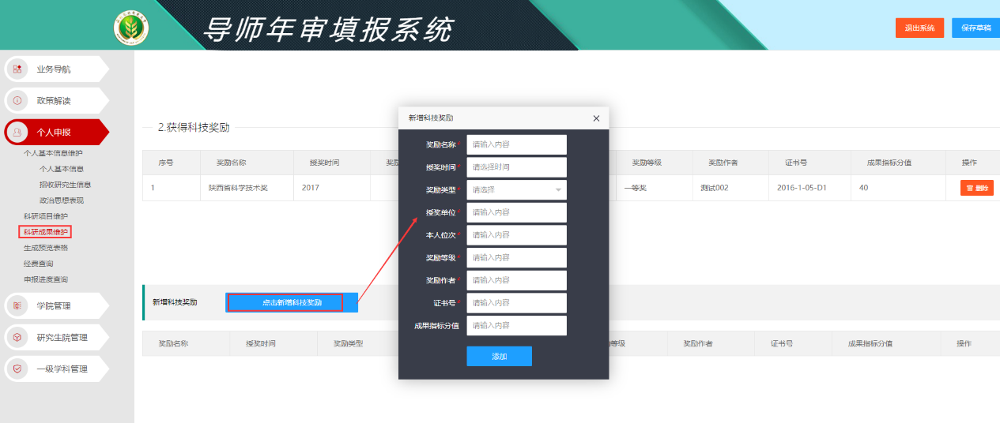 导师年审填报系统
退出系统
保存草稿
业务导航
政策解读
个人申报
个人基本信息维护
个人基本信息
招收研究生信息
政治思想表现
科研项目维护
科研成果维护
生成预览表格
经费查询
申报进度查询
学院管理
研究生院管理
一级学科管理
2.获得科技奖励
序号 奖励名称 授奖时间 奖励等级 奖励作者 证书号 成果指标分值 操作
1 陕西省科学技术奖 2017 一等奖 测试002 2016-1-05-D1 40 删除
新增科技奖励 点击新增科技奖励
奖励名称 授奖时间 奖励类型 等级 奖励作者 证书号 成果指标分值 操作
新增科技奖励 ×
奖励名称* 请输入内容
授奖时间* 请选择时间
奖励类型* 请选择
授奖单位* 请输入内容
本人位次* 请输入内容
奖励等级* 请输入内容
奖励作者* 请输入内容
证书号* 请输入内容
成果指标分值 请输入内容
添加